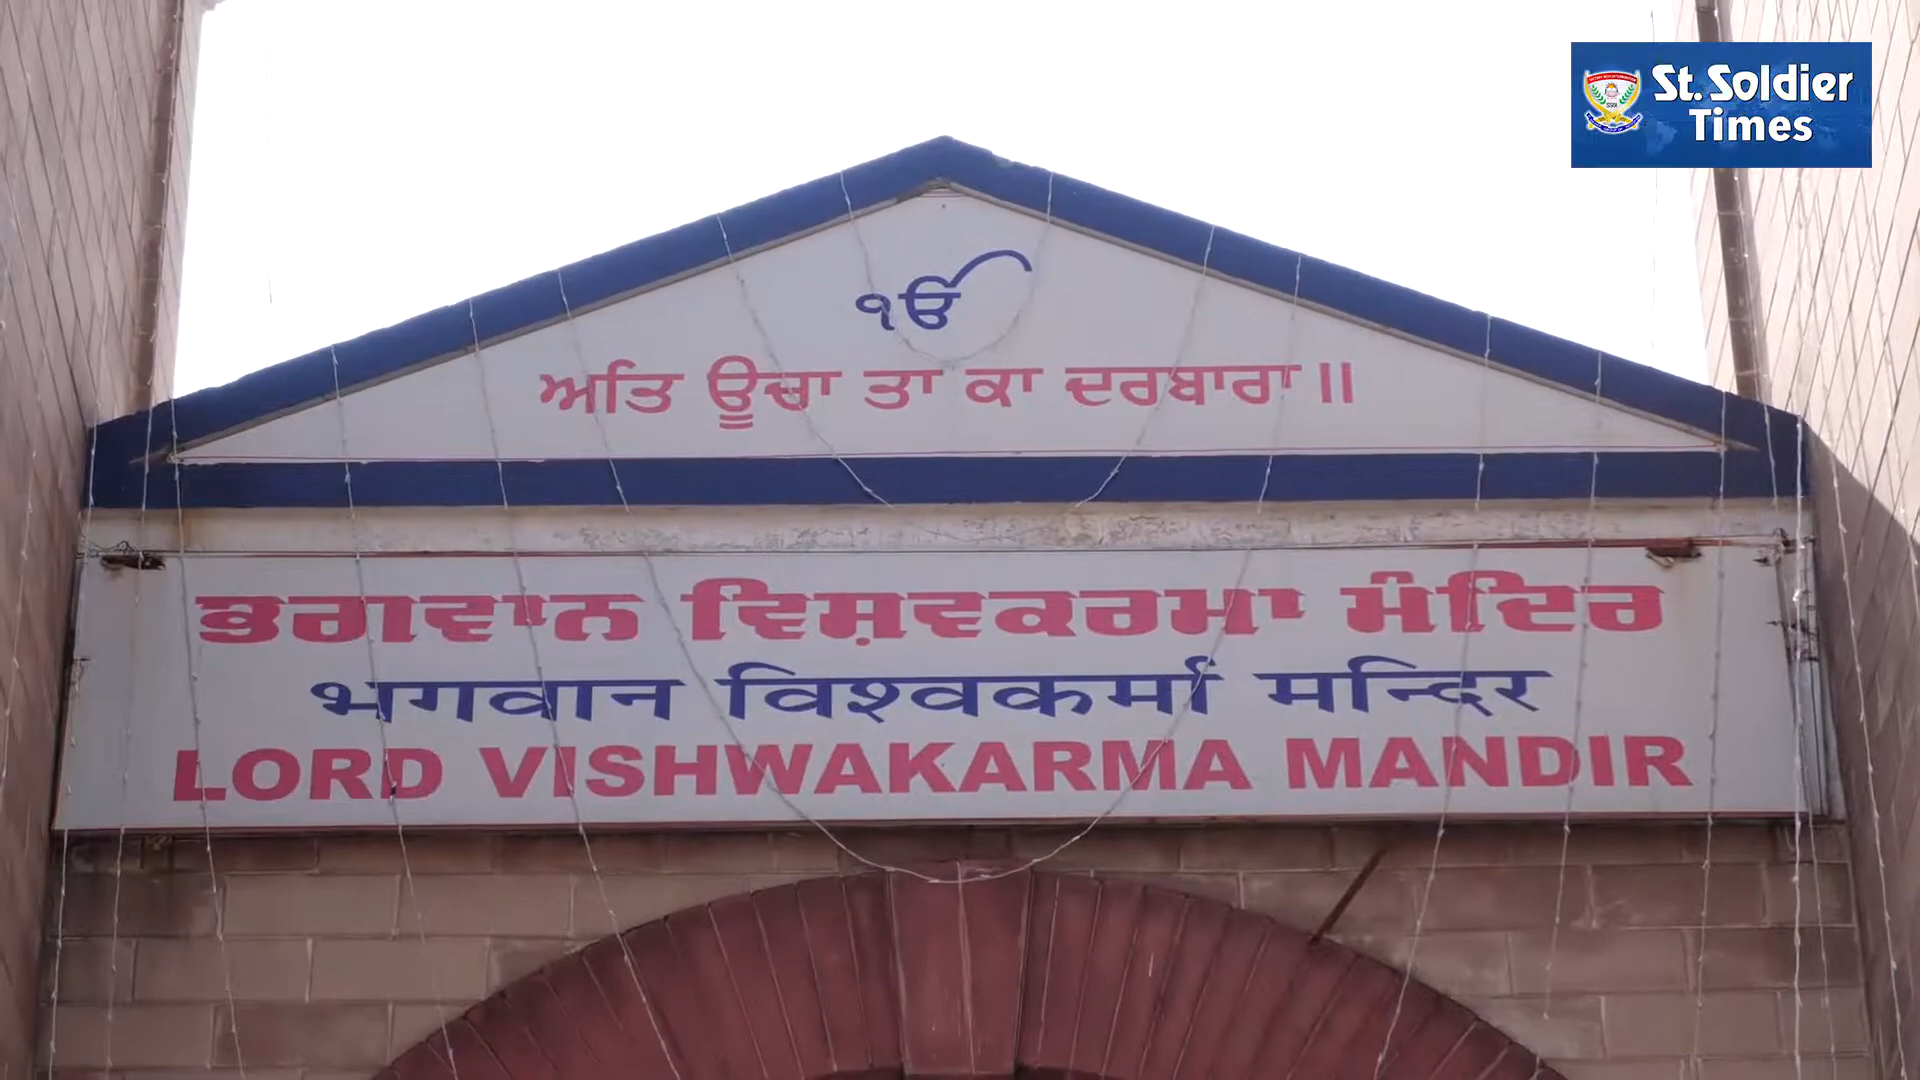 St. Soldier
Times
ੴ
ਅਤਿ ਊਚਾ ਤਾ ਕਾ ਦਰਬਾਰਾ ॥
ਭਗਵਾਨ ਵਿਸ਼ਵਕਰਮਾ ਮੰਦਿਰ
भगवान विश्वकर्मा मन्दिर
LORD VISHWAKARMA MANDIR